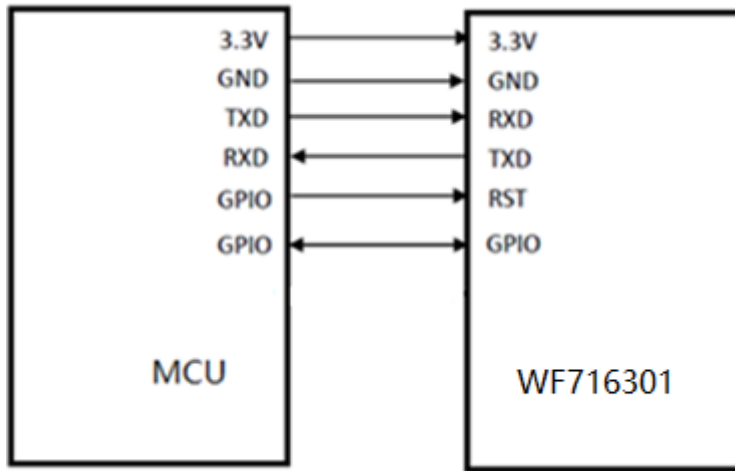 3.3V 3.3V
GND GND
TXD RXD
RXD TXD
GPIO RST
GPIO GPIO
MCU WF716301